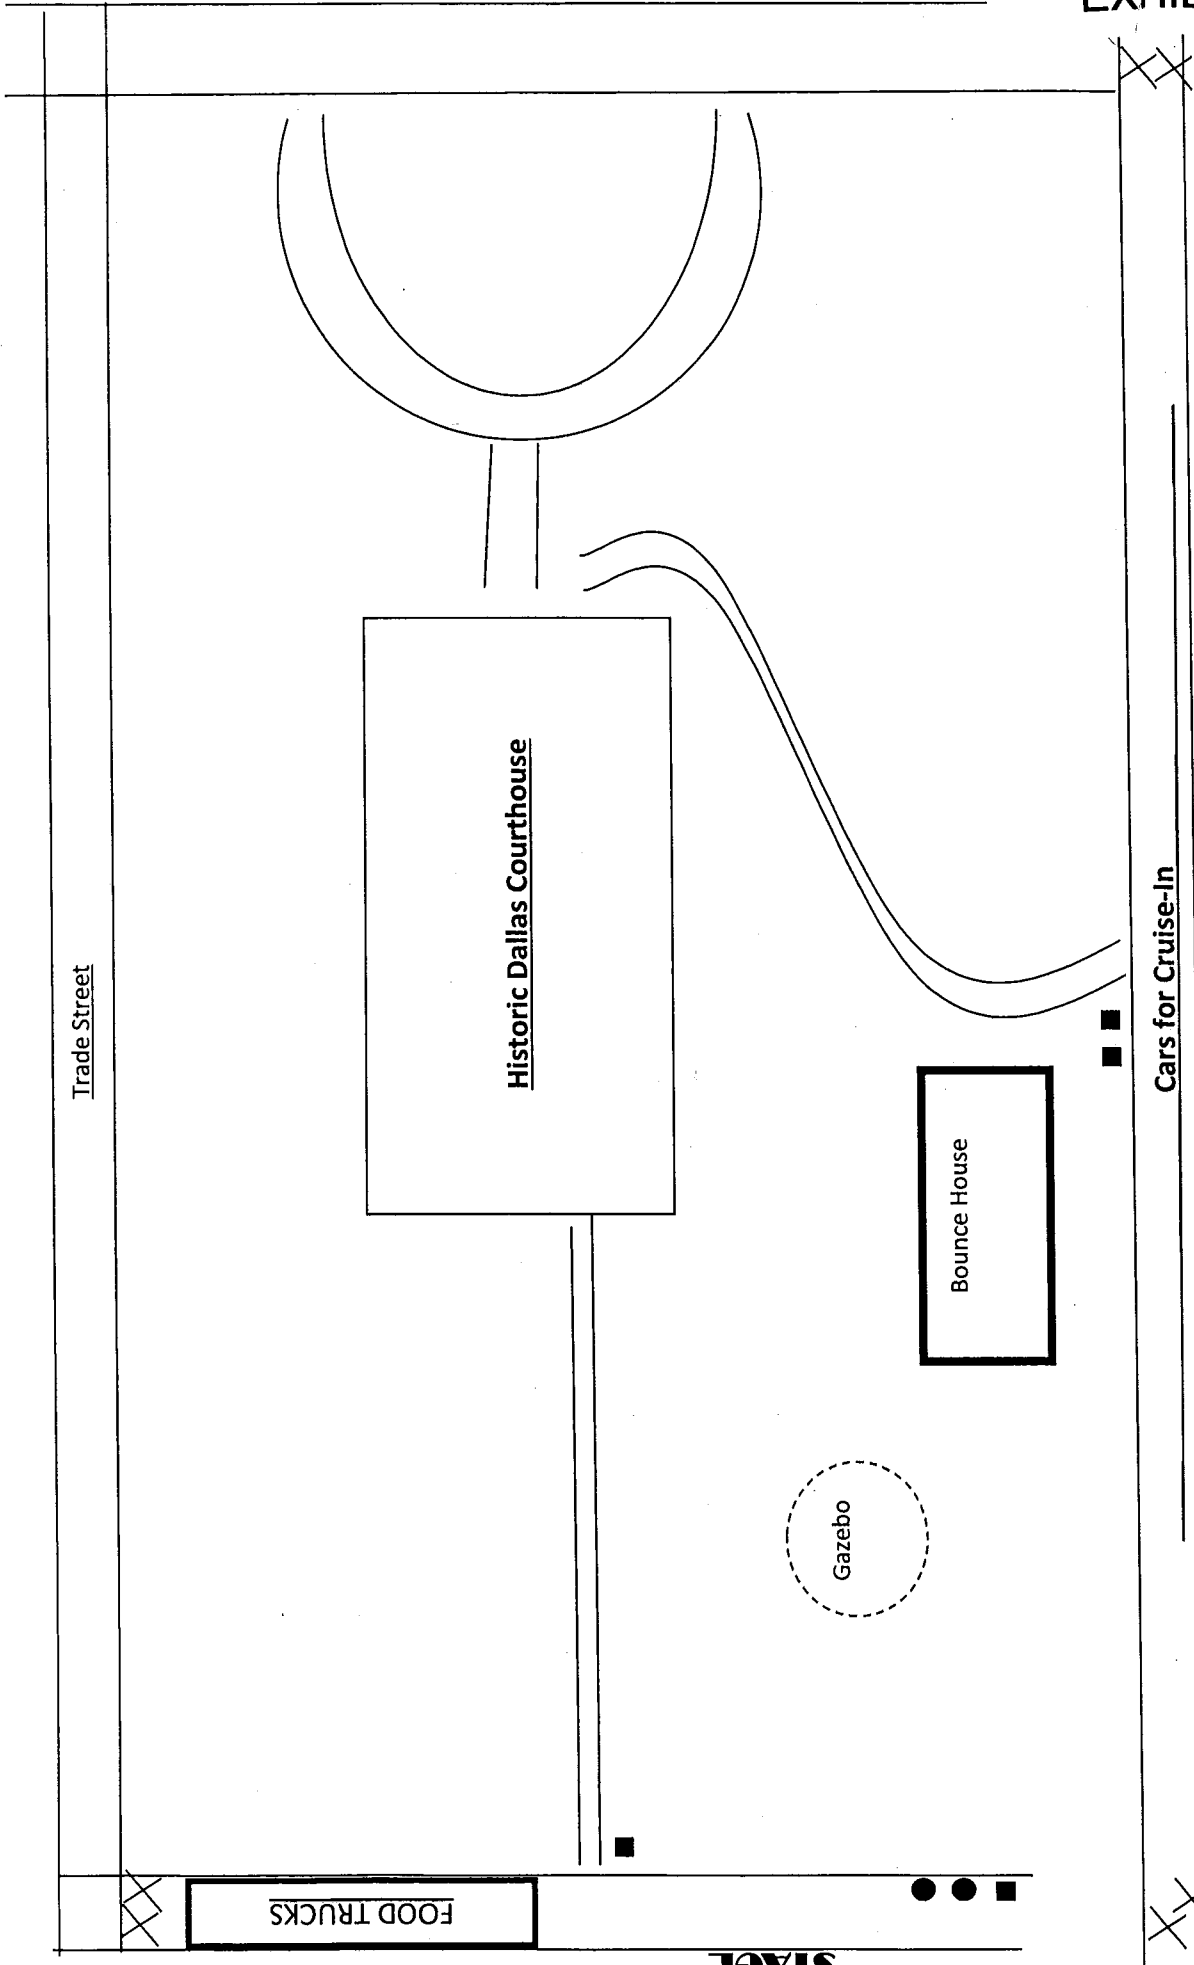 Trade Street
Historic Dallas Courthouse
Cars for Cruise-In
Bounce House
Gazebo
FOOD TRUCKS